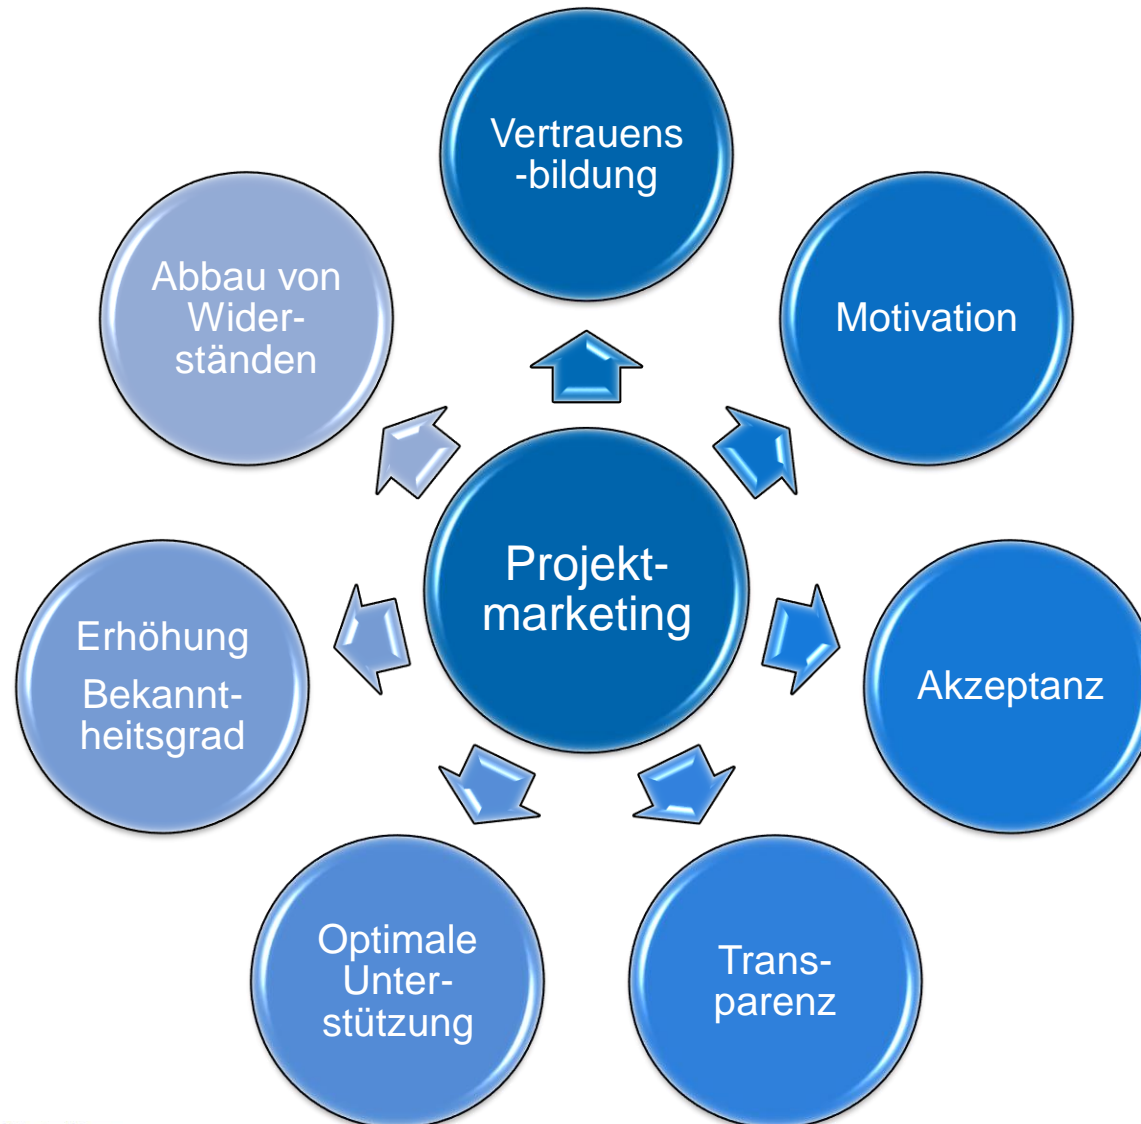 Vertrauens
-bildung
Motivation
Akzeptanz
Trans-
parenz
Optimale
Unter-
stützung
Erhöhung
Bekannt-
heitsgrad
Abbau von
Wider-
ständen
Projekt-
marketing